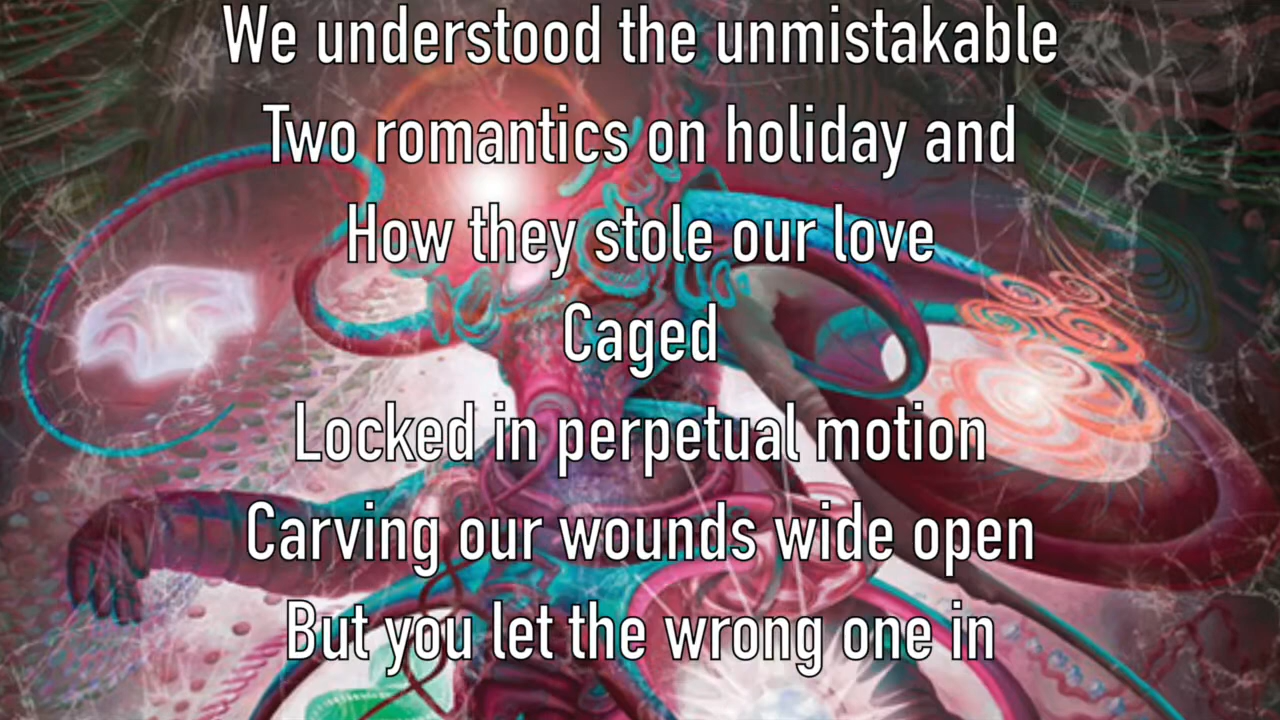 We understood the unmistakable
Two romantics on holiday and
How they stole our love
Caged
Locked in perpetual motion
Carving our wounds wide open
But you let the wrong one in